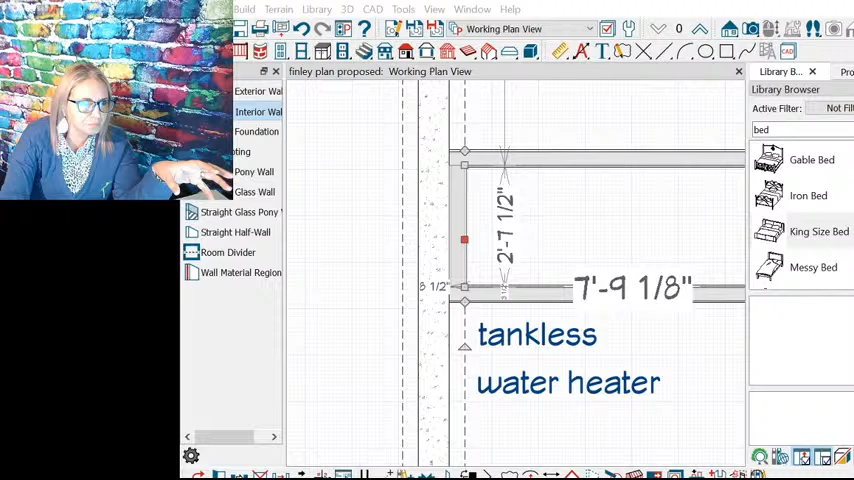 Build Terrain Library 3D CAD Tools View Window Help
Working Plan View
0
finley plan proposed: Working Plan View
Library B...
Library Browser
Active Filter:
bed
Exterior Wal
Interior Wal
Foundation
Pony Wall
Glass Wall
Straight Glass Pony
Straight Half-Wall
Room Divider
Wall Material Region
Gable Bed
Iron Bed
King Size Bed
Messy Bed
2'-7 1/2"
7'-9 1/8"
tankless
water heater